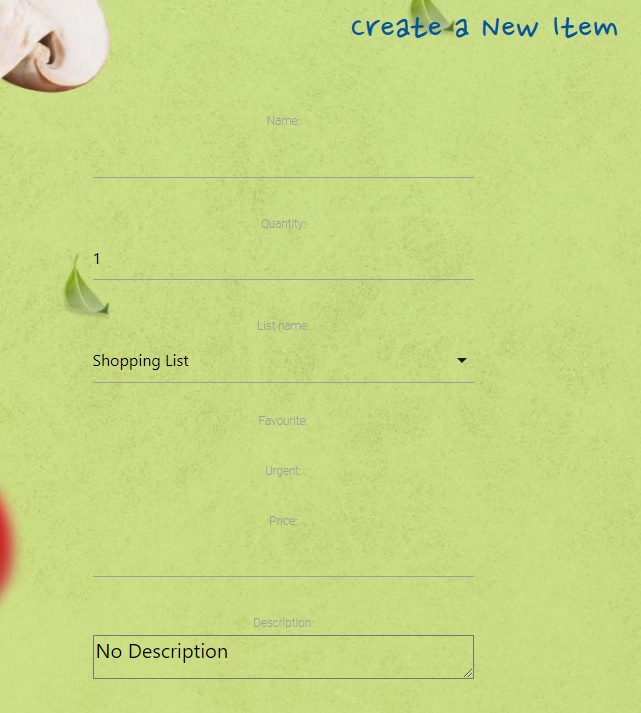 Create a New Item
Name:
Quantity:
1
List name:
Shopping List
Favourite:
Urgent:
Price:
Description:
No Description